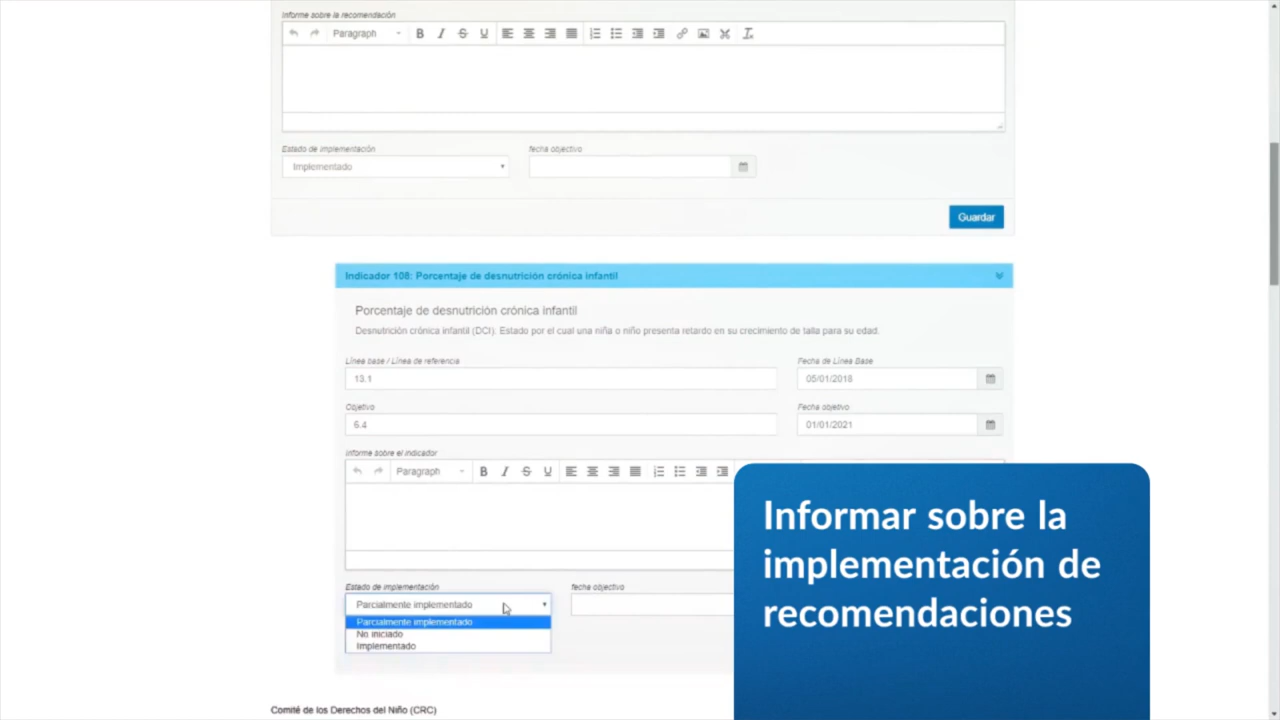 Informe sobre la recomendación
Paragraph
Estado de implementación
fecha objectivo
Implementado
Guardar
Indicador 108: Porcentaje de desnutrición crónica infantil
Porcentaje de desnutrición crónica infantil
Desnutrición crónica infantil (DCI). Estado por el cual una niña o niño presenta retardo en su crecimiento de talla para su edad.
Línea base / Línea de referencia
Fecha de Línea Base
13.1
05/01/2018
Objetivo
Fecha objetivo
6.4
01/01/2021
Informe sobre el indicador
Paragraph
Estado de implementación
fecha objectivo
Parcialmente implementado
Parcialmente implementado
No iniciado
Implementado
Informar sobre la
implementación de
recomendaciones
Comité de los Derechos del Niño (CRC)